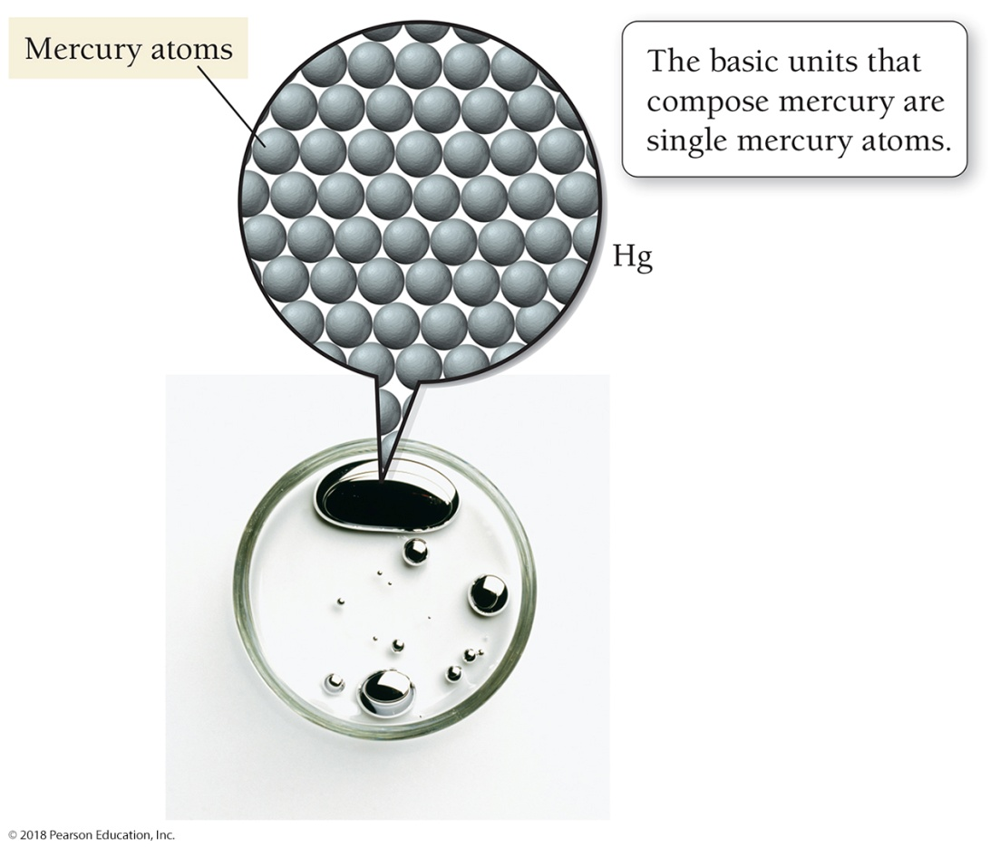 Mercury atoms
The basic units that
compose mercury are
single mercury atoms.
Hg
© 2018 Pearson Education, Inc.